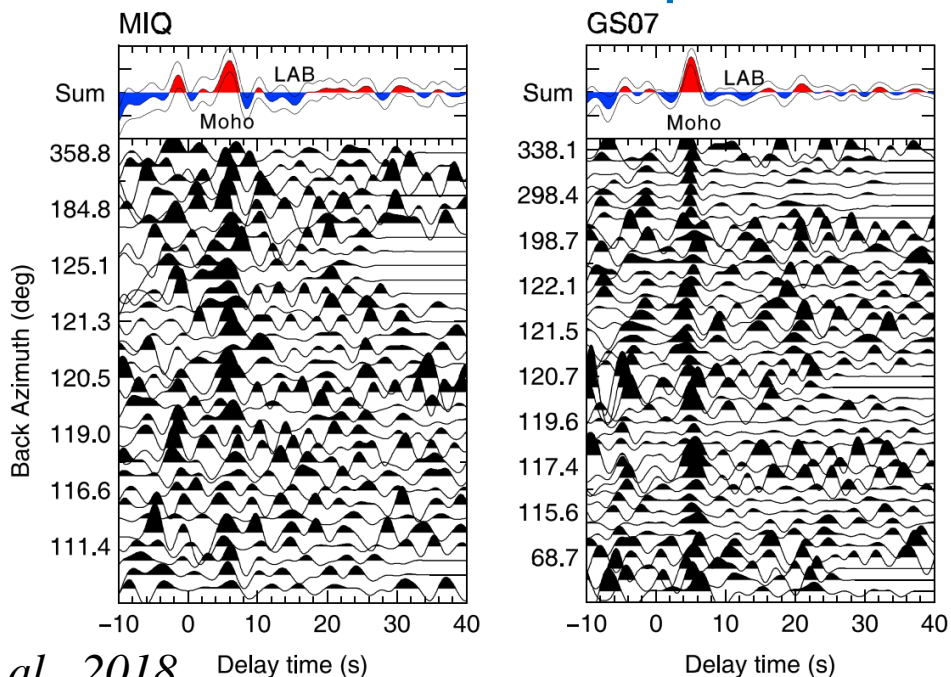 MIQ
LAB
Sum
Moho
358.8
184.8
125.1
121.3
120.5
119.0
116.6
111.4
Back Azimuth (deg)
−10 0 10 20 30 40
Delay time (s)
GS07
LAB
Sum
Moho
338.1
298.4
198.7
122.1
121.5
120.7
119.6
117.4
115.6
68.7
−10 0 10 20 30 40
Delay time (s)
al., 2018